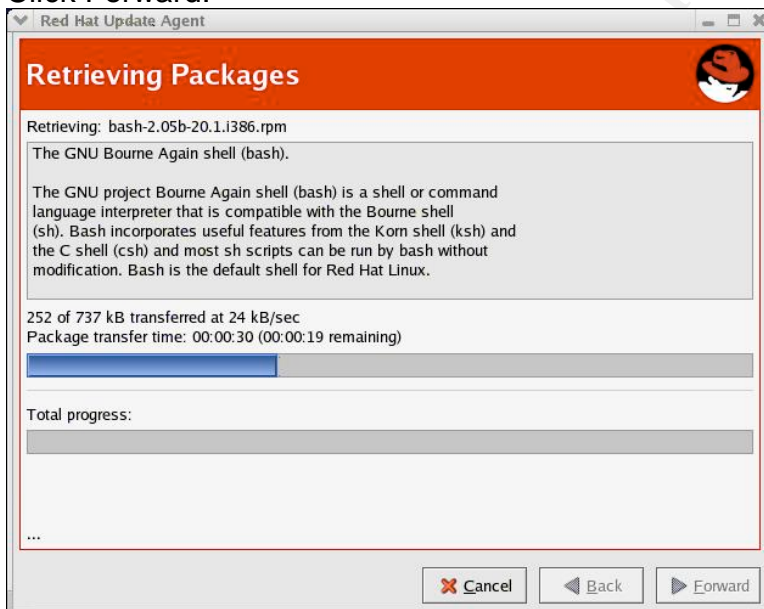 Click Forward.
Red Hat Update Agent
Retrieving Packages
Retrieving: bash-2.05b-20.1.i386.rpm
The GNU Bourne Again shell (bash).
The GNU project Bourne Again shell (bash) is a shell or command
language interpreter that is compatible with the Bourne shell
(sh). Bash incorporates useful features from the Korn shell (ksh) and
the C shell (csh) and most sh scripts can be run by bash without
modification. Bash is the default shell for Red Hat Linux.
252 of 737 kB transferred at 24 kB/sec
Package transfer time: 00:00:30 (00:00:19 remaining)
Total progress:
...
Cancel
Back
Forward